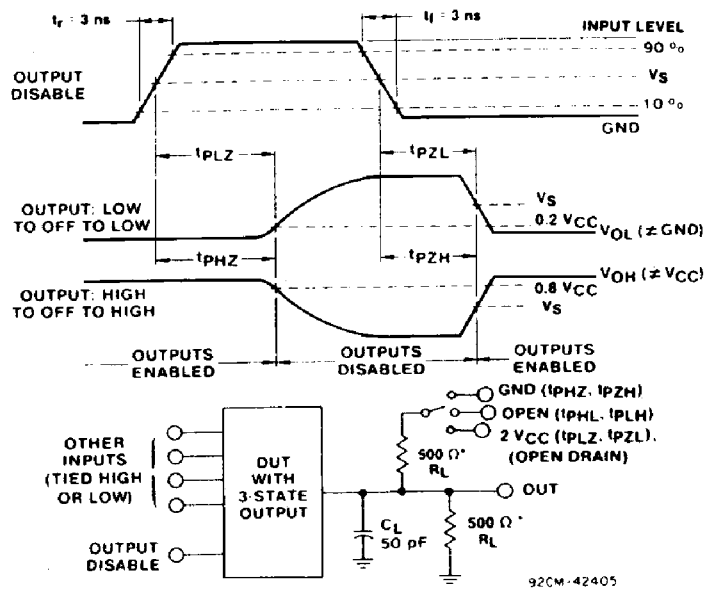 tr = 3 ns
tf = 3 ns
INPUT LEVEL
90 %
OUTPUT
DISABLE
VS
10 %
GND
tPLZ
tPZL
OUTPUT: LOW
TO OFF TO LOW
VS
0.2 VCC
VOL (≠ GND)
tPHZ
tPZH
VOH (≠ VCC)
OUTPUT: HIGH
TO OFF TO HIGH
0.8 VCC
VS
OUTPUTS
ENABLED
OUTPUTS
DISABLED
OUTPUTS
ENABLED
GND (tPHZ, tPZH)
OPEN (tPHL, tPLH)
2 VCC (tPLZ, tPZL),
(OPEN DRAIN)
OTHER
INPUTS
(TIED HIGH
OR LOW)
DUT
WITH
3-STATE
OUTPUT
500 Ω*
RL
OUT
CL
50 pF
500 Ω*
RL
OUTPUT
DISABLE
92CM-42405